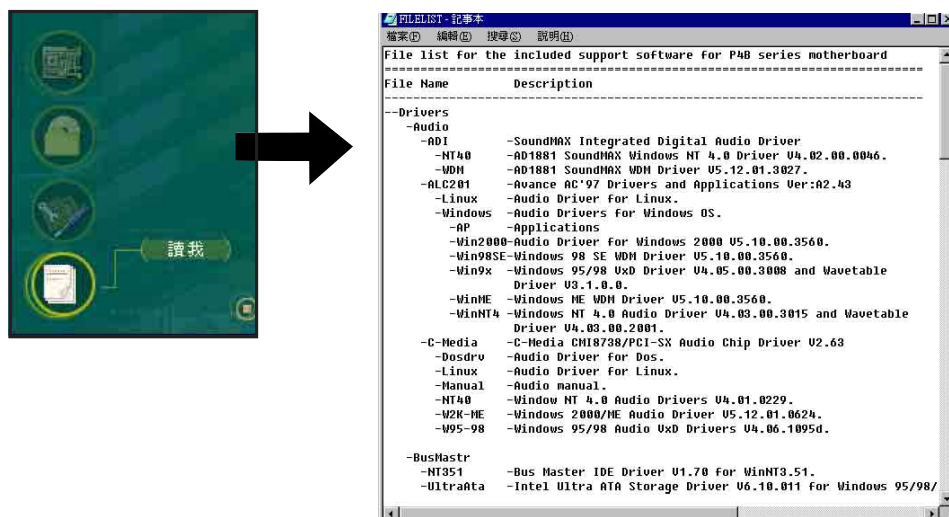 讀我
FILELIST - 記事本
檔案(F) 編輯(E) 搜尋(S) 說明(H)
File list for the included support software for P4B series motherboard
===========================================================================
File Name Description
---------------------------------------------------------------------------
--Drivers
-Audio
-ADI -SoundMAX Integrated Digital Audio Driver
-NT40 -AD1881 SoundMAX Windows NT 4.0 Driver V4.02.00.0046.
-WDM -AD1881 SoundMAX WDM Driver V5.12.01.3027.
-ALC201 -Avance AC'97 Drivers and Applications Ver:A2.43
-Linux -Audio Driver for Linux.
-Windows -Audio Drivers for Windows OS.
-AP -Applications
-Win2000-Audio Driver for Windows 2000 V5.10.00.3560.
-Win98SE-Windows 98 SE WDM Driver V5.10.00.3560.
-Win9x -Windows 95/98 VxD Driver V4.05.00.3008 and Wavetable
Driver V3.1.0.0.
-WinME -Windows ME WDM Driver V5.10.00.3560.
-WinNT4 -Windows NT 4.0 Audio Driver V4.03.00.3015 and Wavetable
Driver V4.03.00.2001.
-C-Media -C-Media CMI8738/PCI-SX Audio Chip Driver V2.63
-Dosdrv -Audio Driver for Dos.
-Linux -Audio Driver for Linux.
-Manual -Audio manual.
-NT40 -Window NT 4.0 Audio Drivers V4.01.0229.
-W2K-ME -Windows 2000/ME Audio Driver V5.12.01.0624.
-W95-98 -Windows 95/98 Audio VxD Drivers V4.06.1095d.
-BusMastr
-NT351 -Bus Master IDE Driver V1.70 for WinNT3.51.
-UltraAta -Intel Ultra ATA Storage Driver V6.10.011 for Windows 95/98/